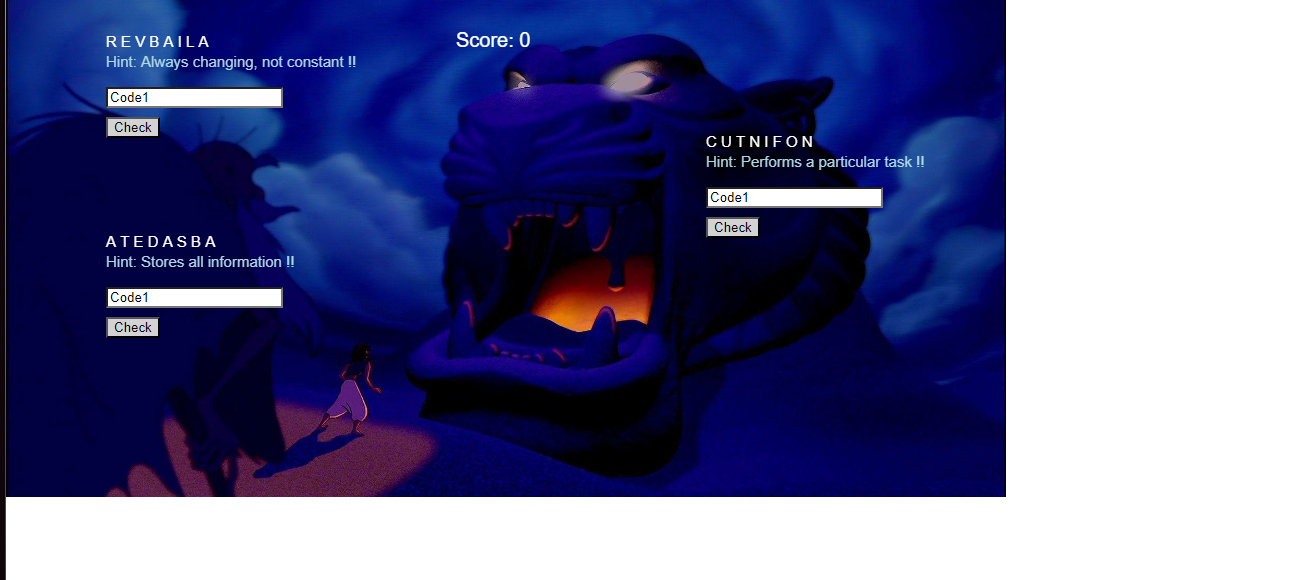 R E V B A I L A
Hint: Always changing, not constant !!
Code1
Check
Score: 0
C U T N I F O N
Hint: Performs a particular task !!
Code1
Check
A T E D A S B A
Hint: Stores all information !!
Code1
Check